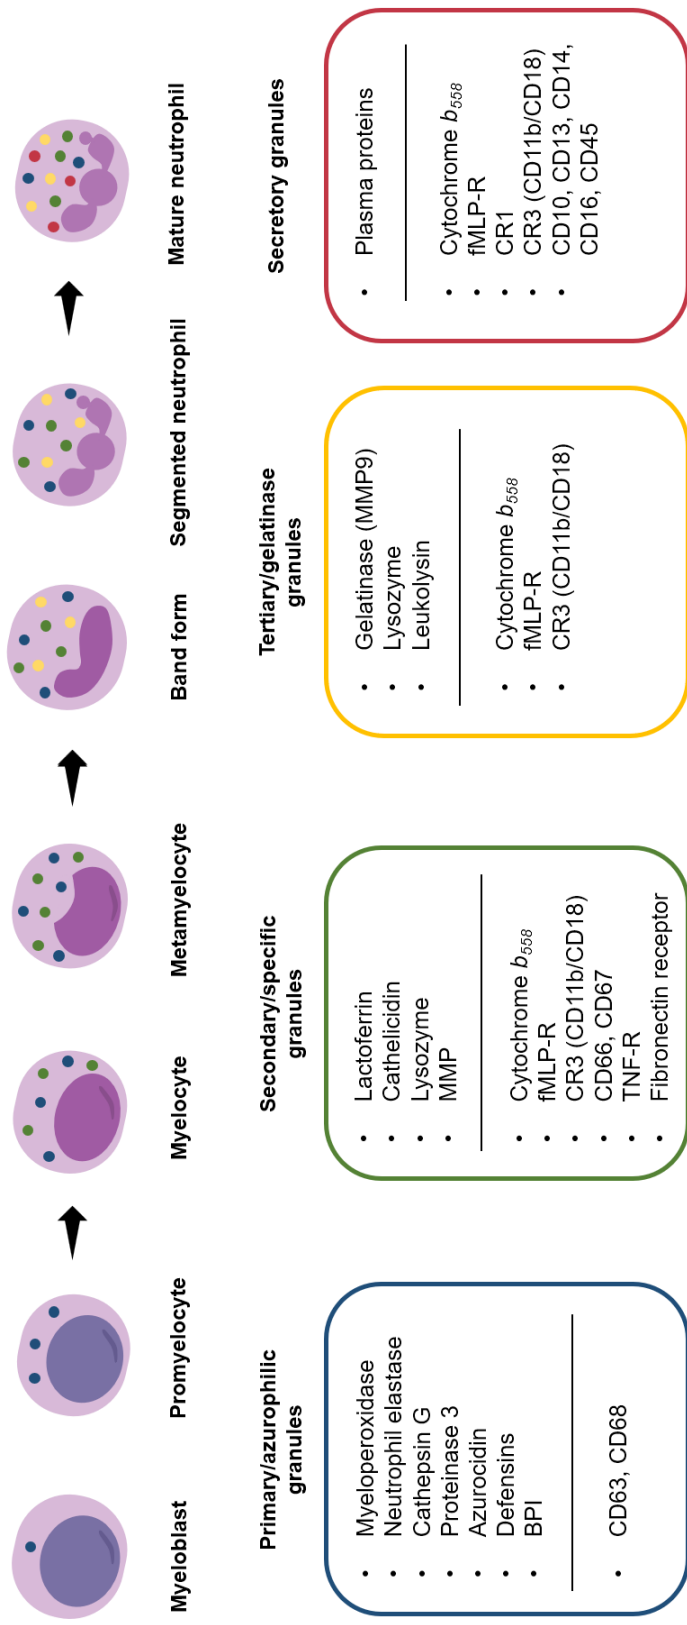 Myeloblast
Promyelocyte
Myelocyte
Metamyelocyte
Band form
Segmented neutrophil
Mature neutrophil
Primary/azurophilic
granules
• Myeloperoxidase
• Neutrophil elastase
• Cathepsin G
• Proteinase 3
• Azurocidin
• Defensins
• BPI
• CD63, CD68
Secondary/specific
granules
• Lactoferrin
• Cathelicidin
• Lysozyme
• MMP
• Cytochrome b558
• fMLP-R
• CR3 (CD11b/CD18)
• CD66, CD67
• TNF-R
• Fibronectin receptor
Tertiary/gelatinase
granules
• Gelatinase (MMP9)
• Lysozyme
• Leukolysin
• Cytochrome b558
• fMLP-R
• CR3 (CD11b/CD18)
Secretory granules
• Plasma proteins
• Cytochrome b558
• fMLP-R
• CR1
• CR3 (CD11b/CD18)
• CD10, CD13, CD14,
CD16, CD45